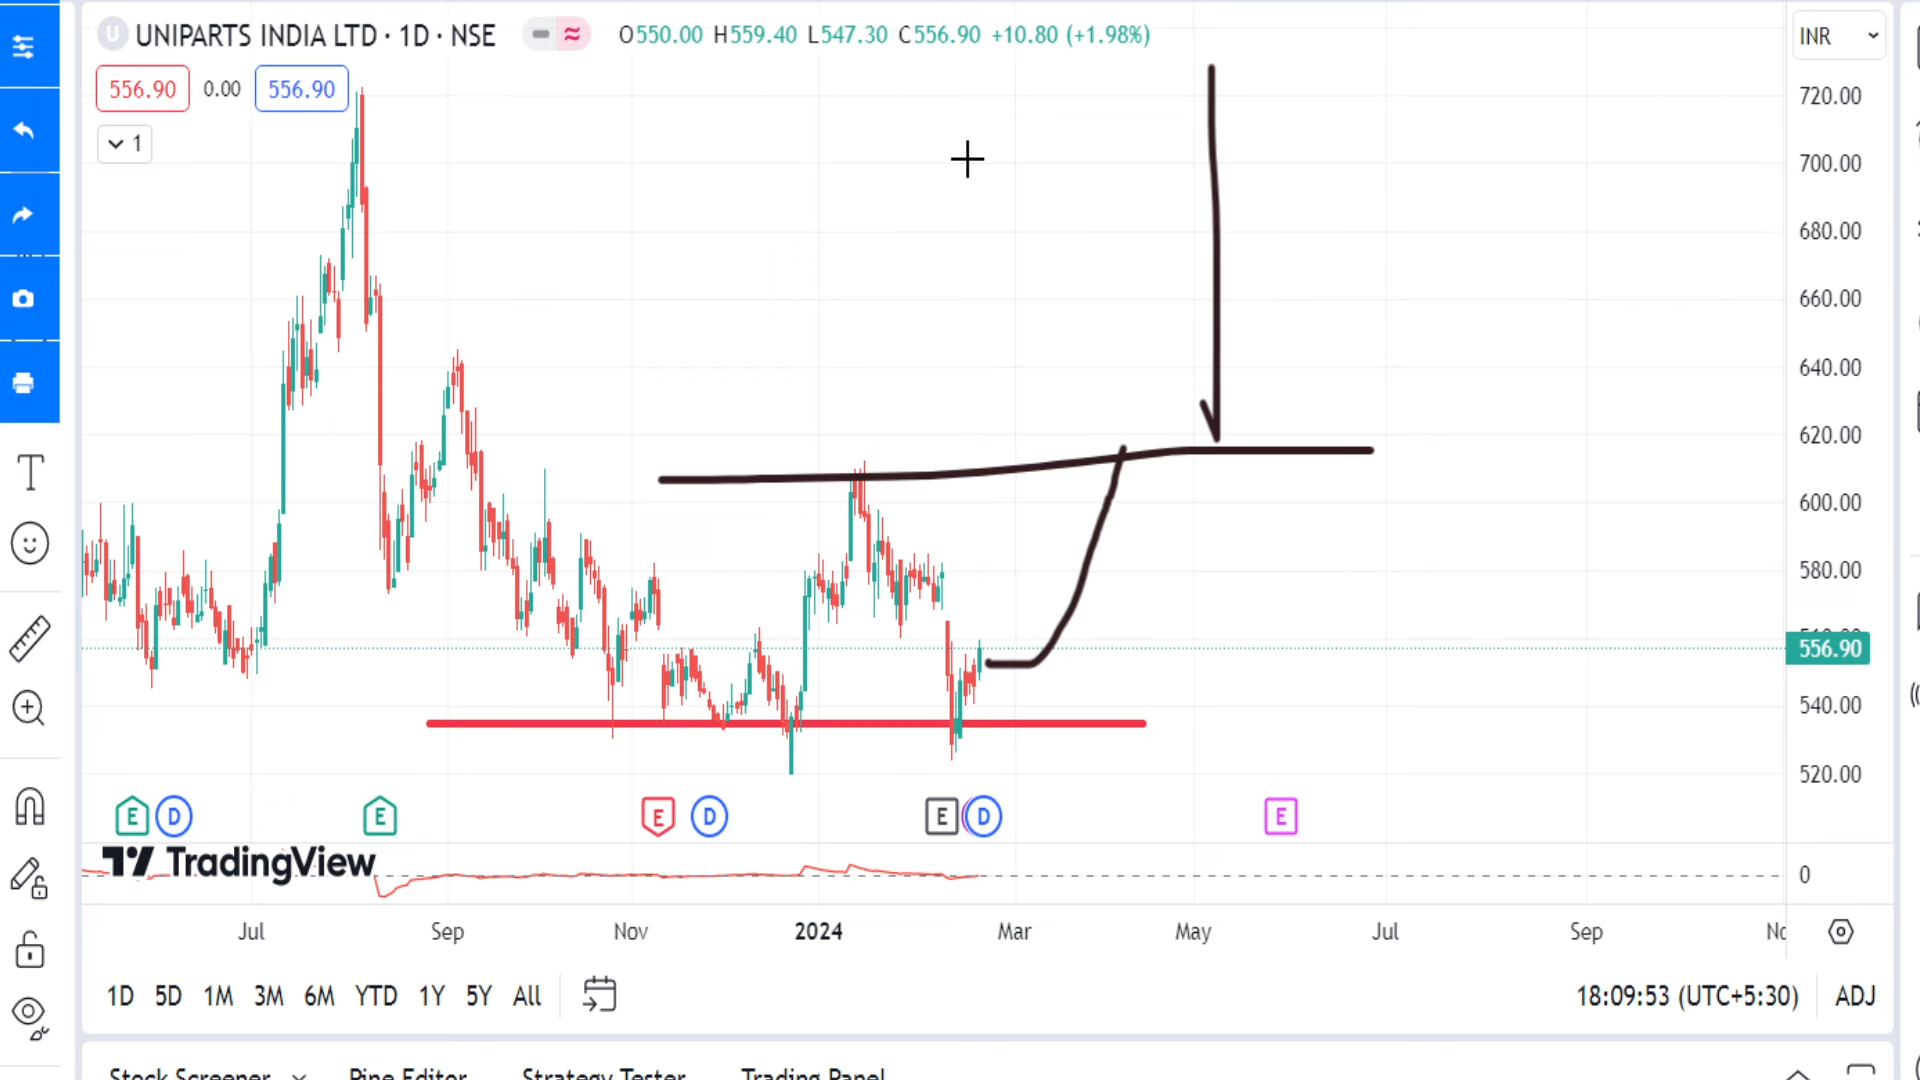 U UNIPARTS INDIA LTD · 1D · NSE O550.00 H559.40 L547.30 C556.90 +10.80 (+1.98%)
INR
556.90 0.00 556.90
1
720.00
700.00
680.00
660.00
640.00
620.00
600.00
580.00
556.90
540.00
520.00
E D E E D E D E
TradingView
0
Jul Sep Nov 2024 Mar May Jul Sep
1D 5D 1M 3M 6M YTD 1Y 5Y All 18:09:53 (UTC+5:30) ADJ
Stock Screener Pine Editor Strategy Tester Trading Panel